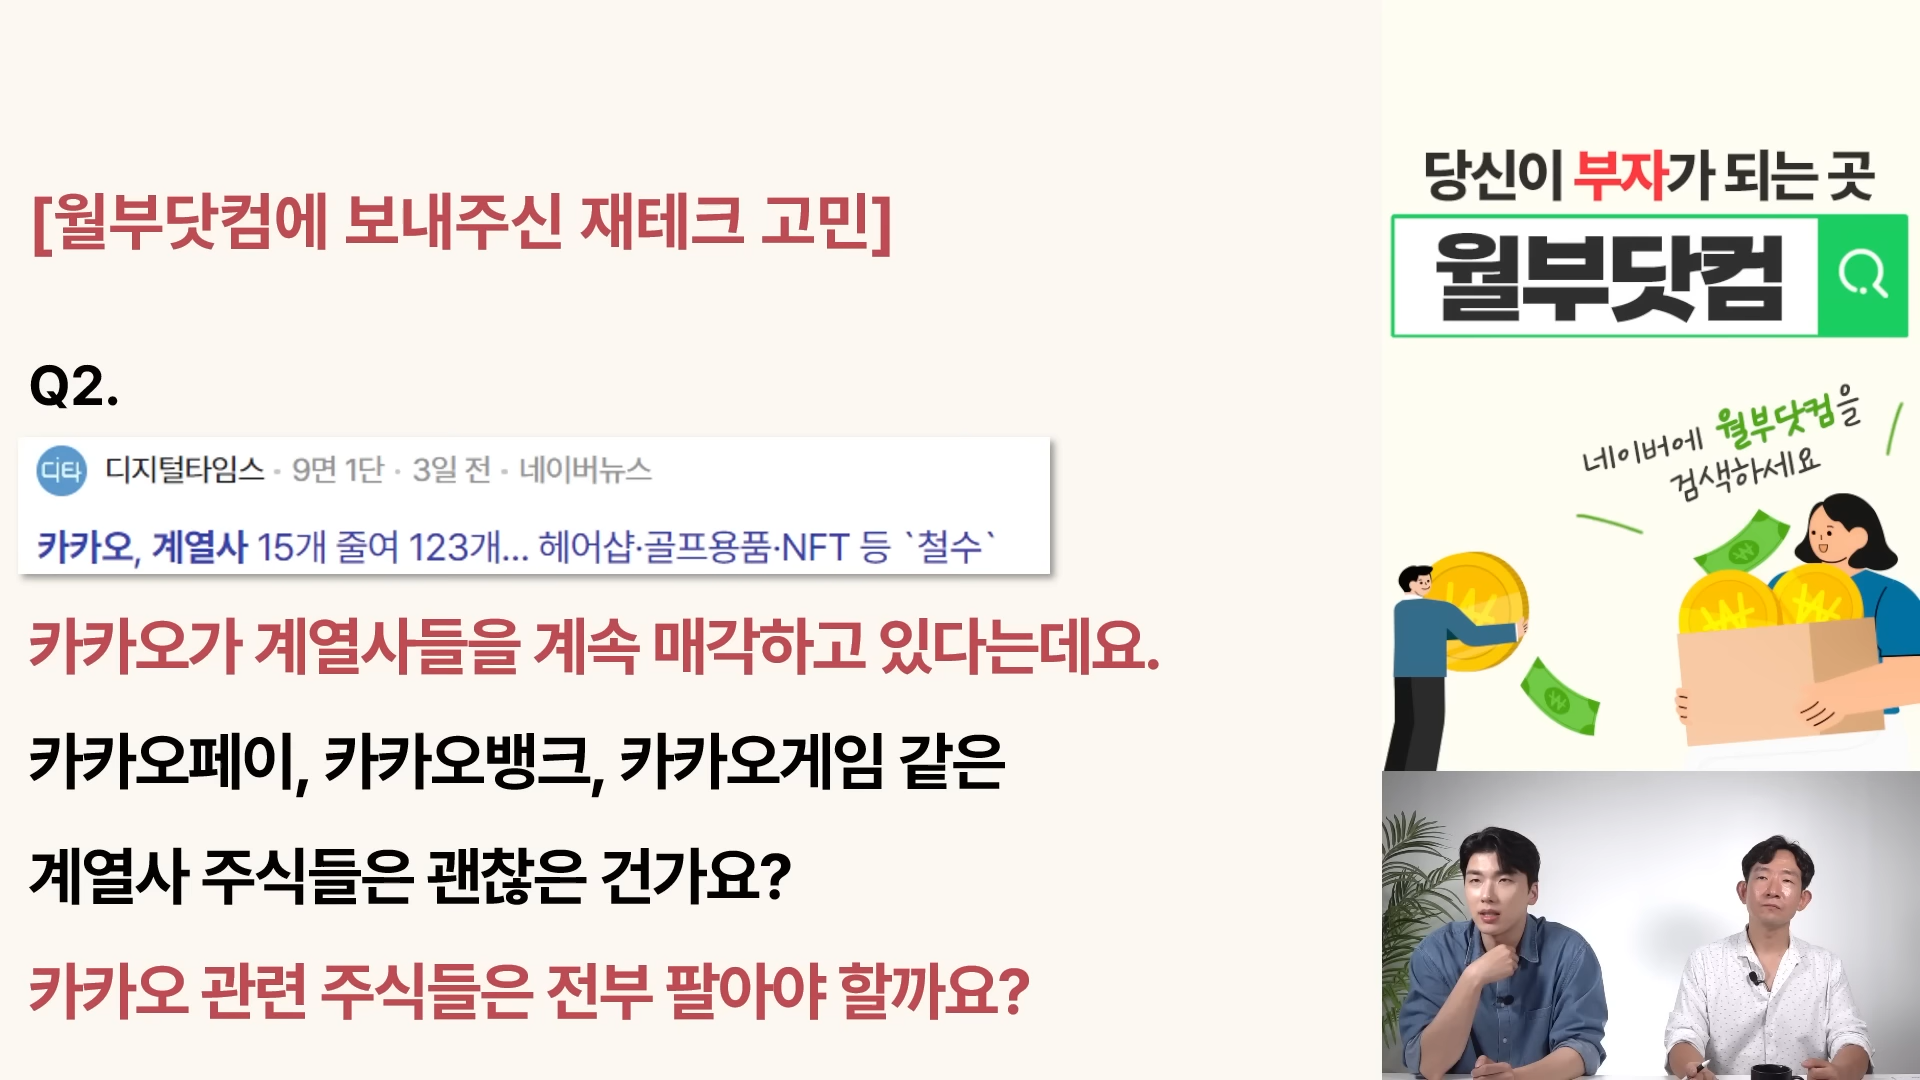 [월부닷컴에 보내주신 재테크 고민]
Q2.
디타 디지털타임스 · 9면 1단 · 3일 전 · 네이버뉴스
카카오, 계열사 15개 줄여 123개... 헤어샵·골프용품·NFT 등 `철수`
카카오가 계열사들을 계속 매각하고 있다는데요.
카카오페이, 카카오뱅크, 카카오게임 같은
계열사 주식들은 괜찮은 건가요?
카카오 관련 주식들은 전부 팔아야 할까요?
당신이 부자가 되는 곳
월부닷컴
네이버에 월부닷컴을
검색하세요